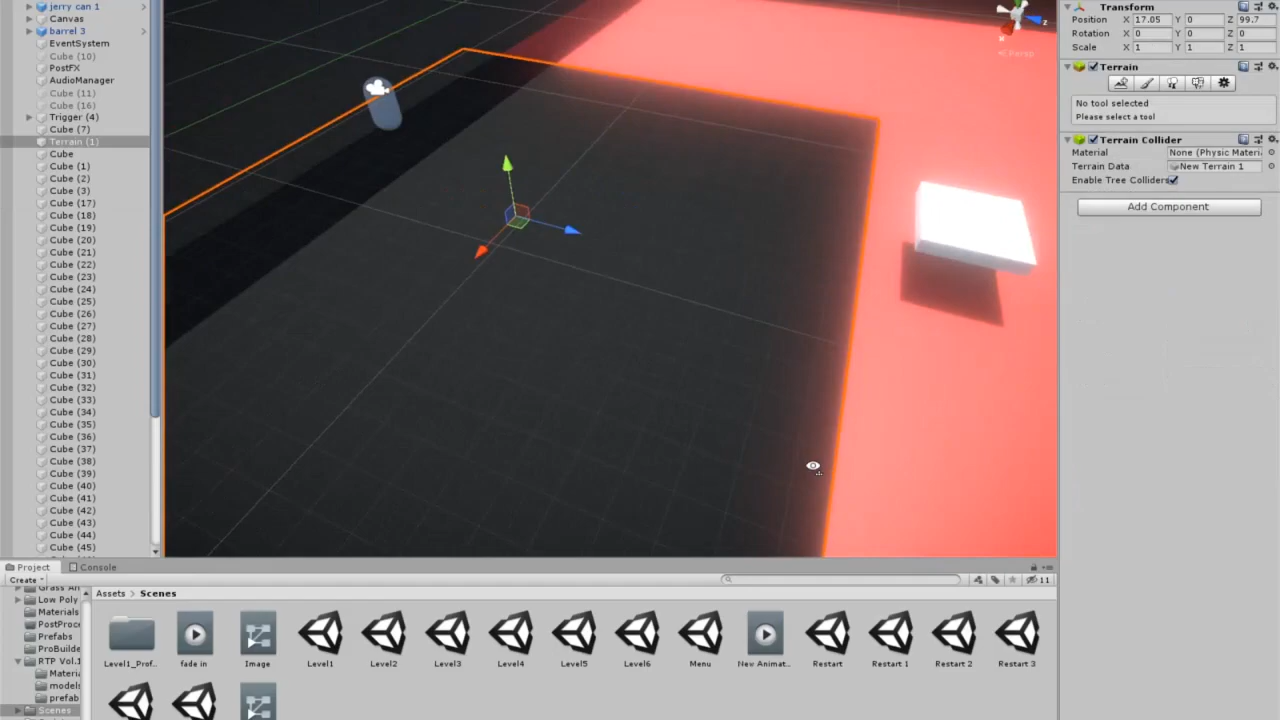 jerry can 1
Canvas
barrel 3
EventSystem
Cube (10)
PostFX
AudioManager
Cube (11)
Cube (16)
Trigger (4)
Cube (7)
Terrain (1)
Cube
Cube (1)
Cube (2)
Cube (3)
Cube (17)
Cube (18)
Cube (19)
Cube (20)
Cube (21)
Cube (22)
Cube (23)
Cube (24)
Cube (25)
Cube (26)
Cube (27)
Cube (28)
Cube (29)
Cube (30)
Cube (31)
Cube (32)
Cube (33)
Cube (34)
Cube (35)
Cube (36)
Cube (37)
Cube (38)
Cube (39)
Cube (40)
Cube (41)
Cube (42)
Cube (43)
Cube (44)
Cube (45)
z
Persp
Transform
Position X 17.05 Y 0 Z 99.7
Rotation X 0 Y 0 Z 0
Scale X 1 Y 1 Z 1
Terrain
No tool selected
Please select a tool
Terrain Collider
Material None (Physic Materi
Terrain Data New Terrain 1
Enable Tree Colliders
Add Component
Project Console
Create
11
Grass An
Low Poly
Materials
PostProce
Prefabs
ProBuilde
RTP Vol.1
Materia
models
prefab
Scenes
Assets Scenes
Level1_Prof... fade in Image Level1 Level2 Level3 Level4 Level5 Level6 Menu New Animat... Restart Restart 1 Restart 2 Restart 3